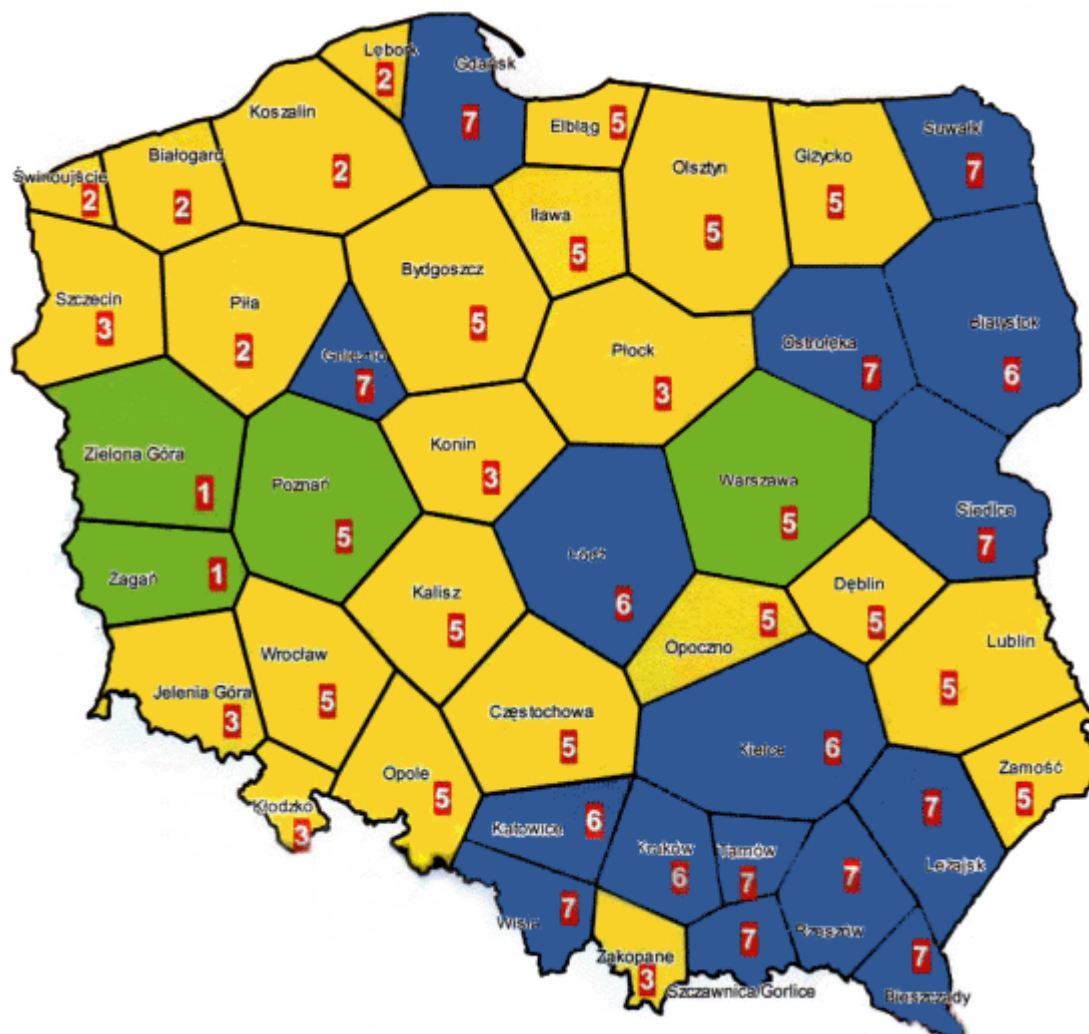 Lębork
2
Gdańsk
7
Koszalin
2
Elbląg
5
Suwałki
7
Białogard
2
Świnoujście
2
Olsztyn
5
Giżycko
5
Iława
5
Szczecin
3
Piła
2
Bydgoszcz
5
Gniezno
7
Płock
3
Ostrołęka
7
Białystok
6
Zielona Góra
1
Poznań
5
Konin
3
Warszawa
5
Siedlce
7
Żagań
1
Kalisz
5
Łódź
6
Opoczno
5
Dęblin
5
Lublin
5
Wrocław
5
Jelenia Góra
3
Częstochowa
5
Kielce
6
Zamość
5
Kłodzko
3
Opole
5
Katowice
6
Kraków
6
Tarnów
7
Rzeszów
7
Leżajsk
7
Wisła
7
Zakopane
3
Szczawnica/Gorlice
7
Bieszczady
7